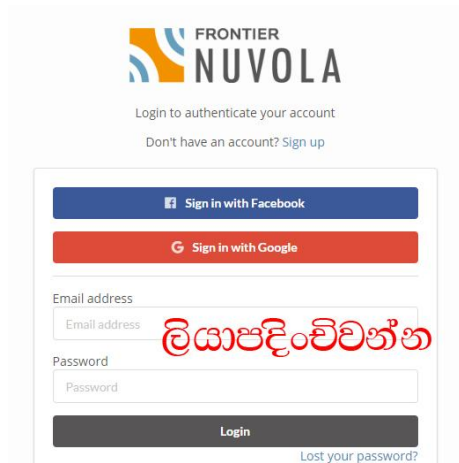 FRONTIER
NUVOLA
Login to authenticate your account
Don't have an account? Sign up
Sign in with Facebook
G Sign in with Google
Email address
Email address
ලියාපදිංචිවන්න
Password
Password
Login
Lost your password?